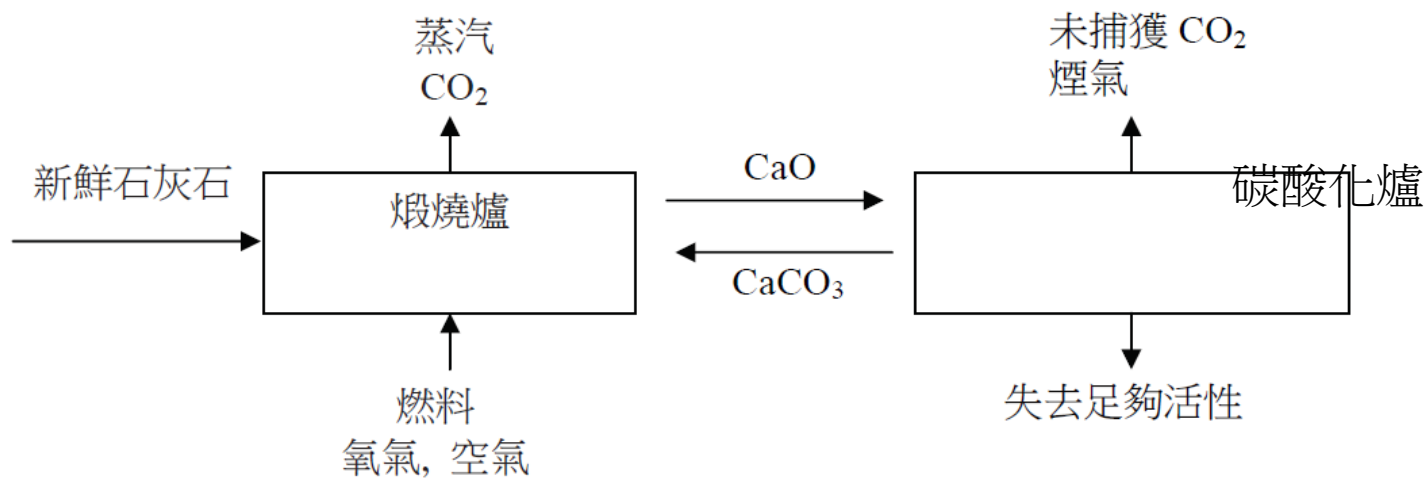 蒸汽
CO₂
未捕獲 CO₂
煙氣
新鮮石灰石
煅燒爐
CaO
CaCO₃
碳酸化爐
燃料
氧氣, 空氣
失去足夠活性